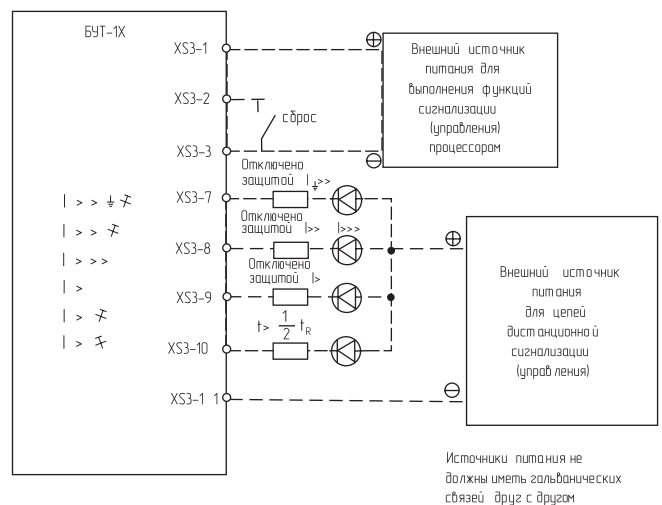 БУТ-1Х
XS3-1
XS3-2
сброс
XS3-3
Внешний источник
питания для
выполнения функций
сигнализации
(управления)
процессором
Отключено
защитой I⏚>>
XS3-7
Отключено
защитой I>> I>>>
XS3-8
Отключено
защитой I>
XS3-9
t> 1/2 tR
XS3-10
XS3-1 1
I > > ⏚
I > >
I > > >
I >
I >
I >
Внешний источник
питания
для цепей
дистанционной
сигнализации
(управления)
Источники питания не
должны иметь гальванических
связей друг с другом